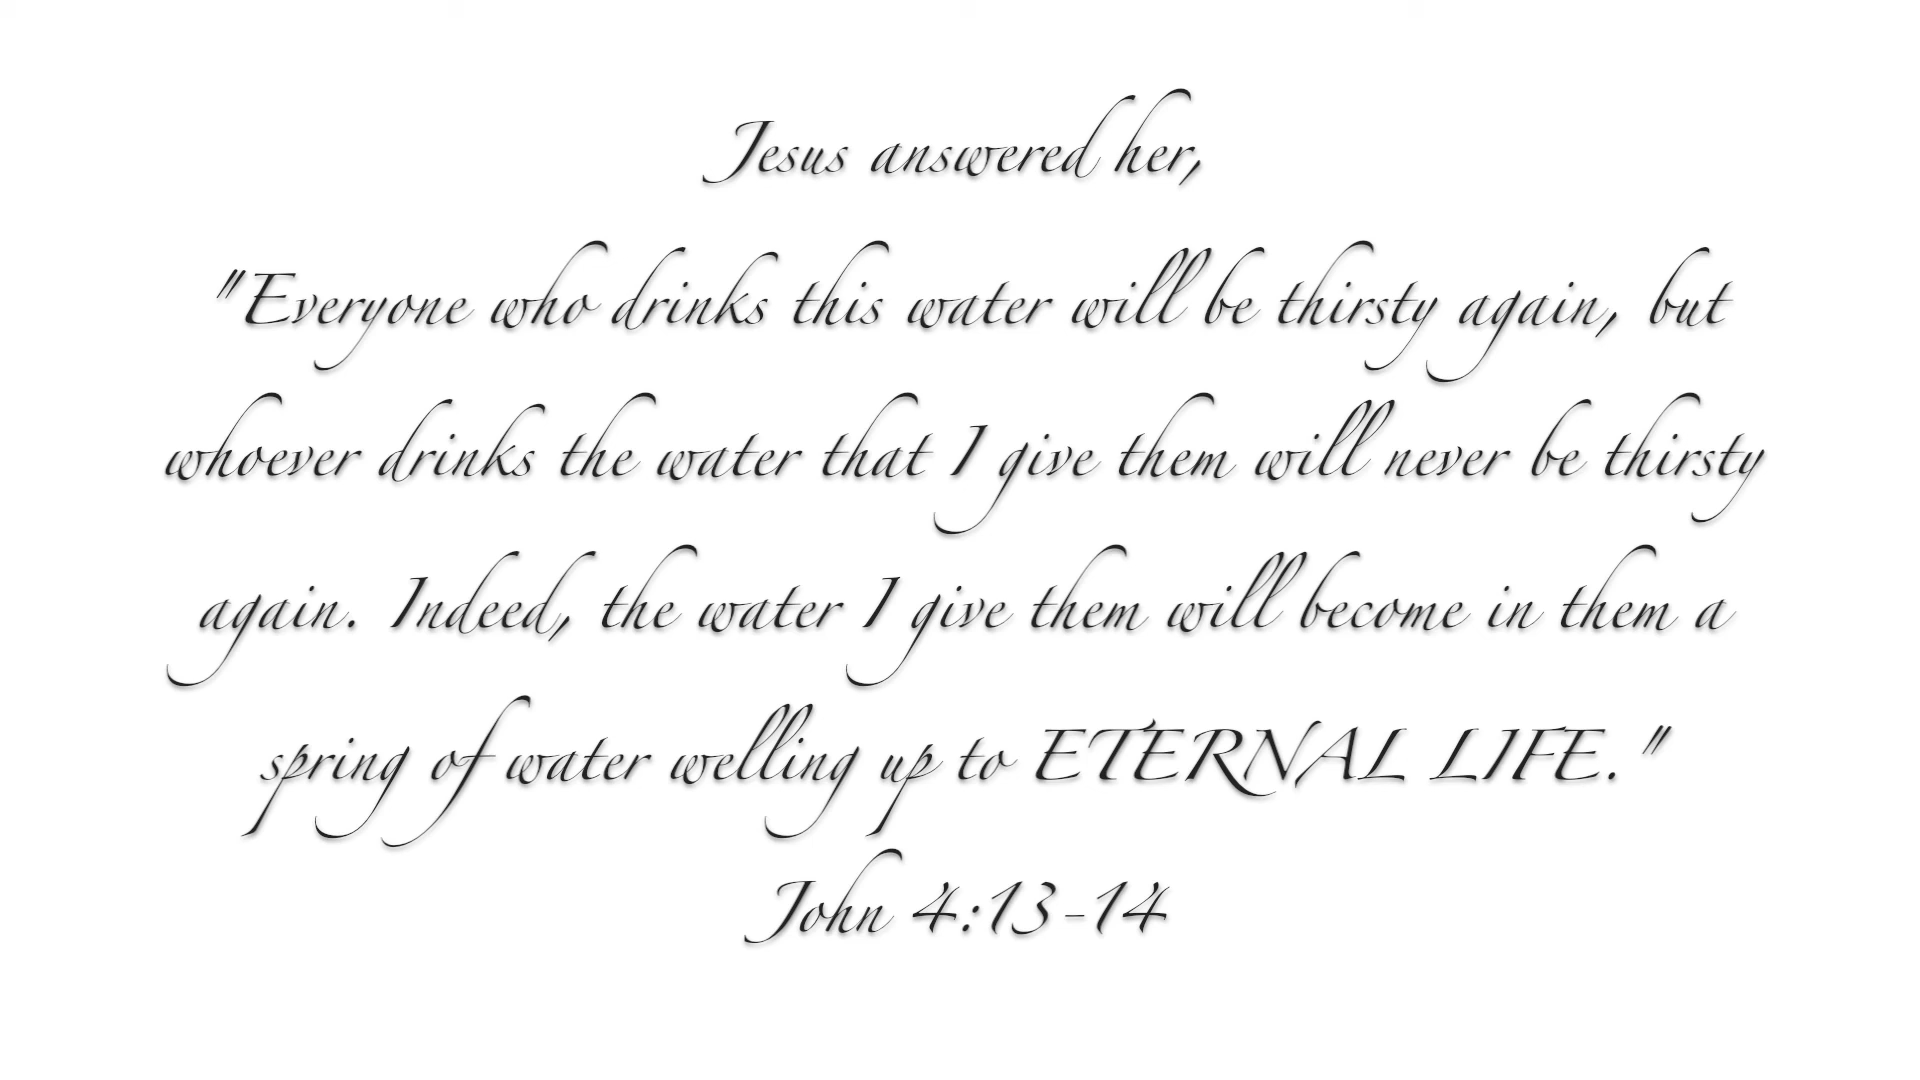 Jesus answered her,
"Everyone who drinks this water will be thirsty again, but
whoever drinks the water that I give them will never be thirsty
again. Indeed, the water I give them will become in them a
spring of water welling up to ETERNAL LIFE."
John 4:13-14